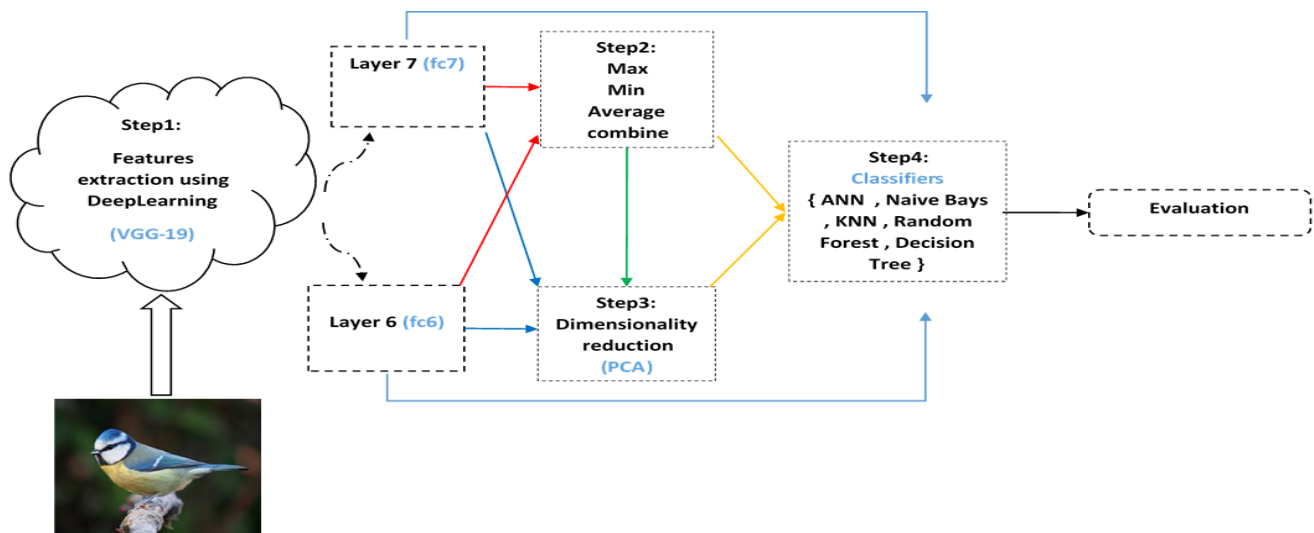 Step1:
Features
extraction using
DeepLearning
(VGG-19)
Layer 7 (fc7)
Layer 6 (fc6)
Step2:
Max
Min
Average
combine
Step3:
Dimensionality
reduction
(PCA)
Step4:
Classifiers
{ ANN , Naive Bays
, KNN , Random
Forest , Decision
Tree }
Evaluation